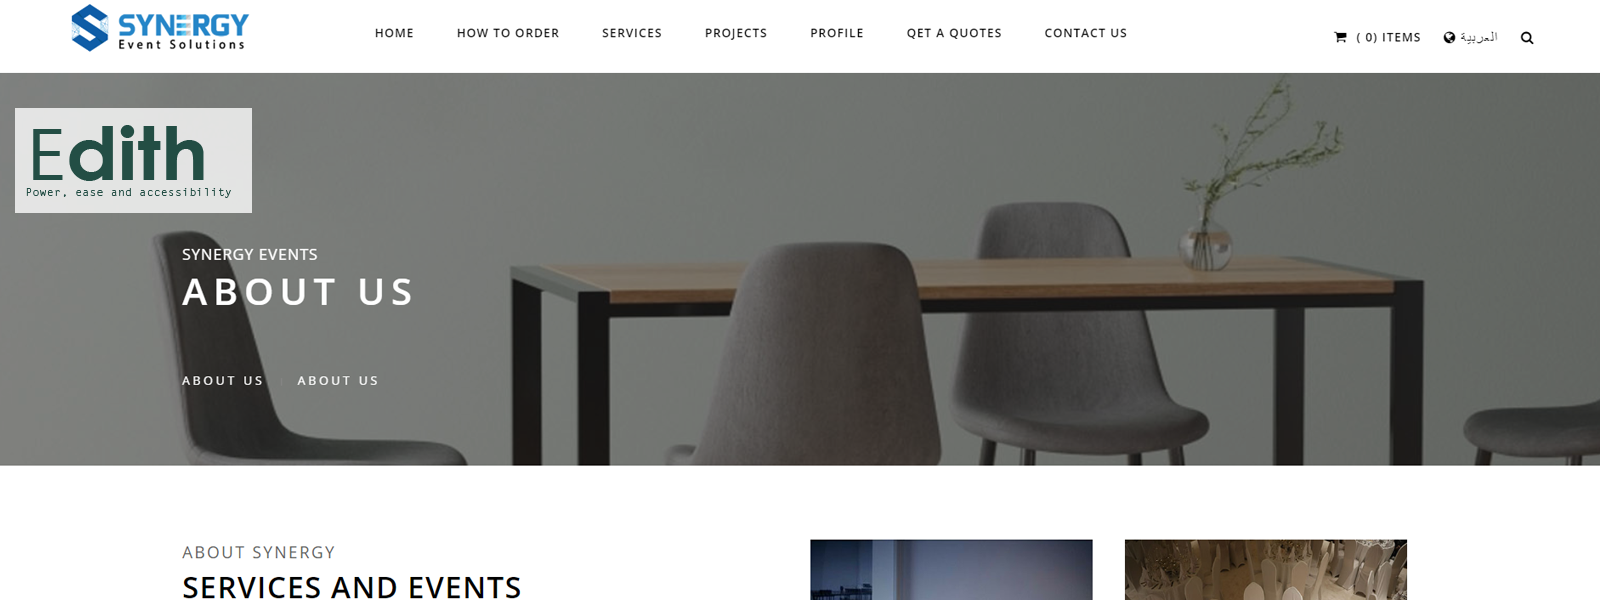 SYNERGY
Event Solutions
HOME
HOW TO ORDER
SERVICES
PROJECTS
PROFILE
QET A QUOTES
CONTACT US
( 0) ITEMS
العربية
Edith
Power, ease and accessibility
SYNERGY EVENTS
ABOUT US
ABOUT US
ABOUT US
ABOUT SYNERGY
SERVICES AND EVENTS